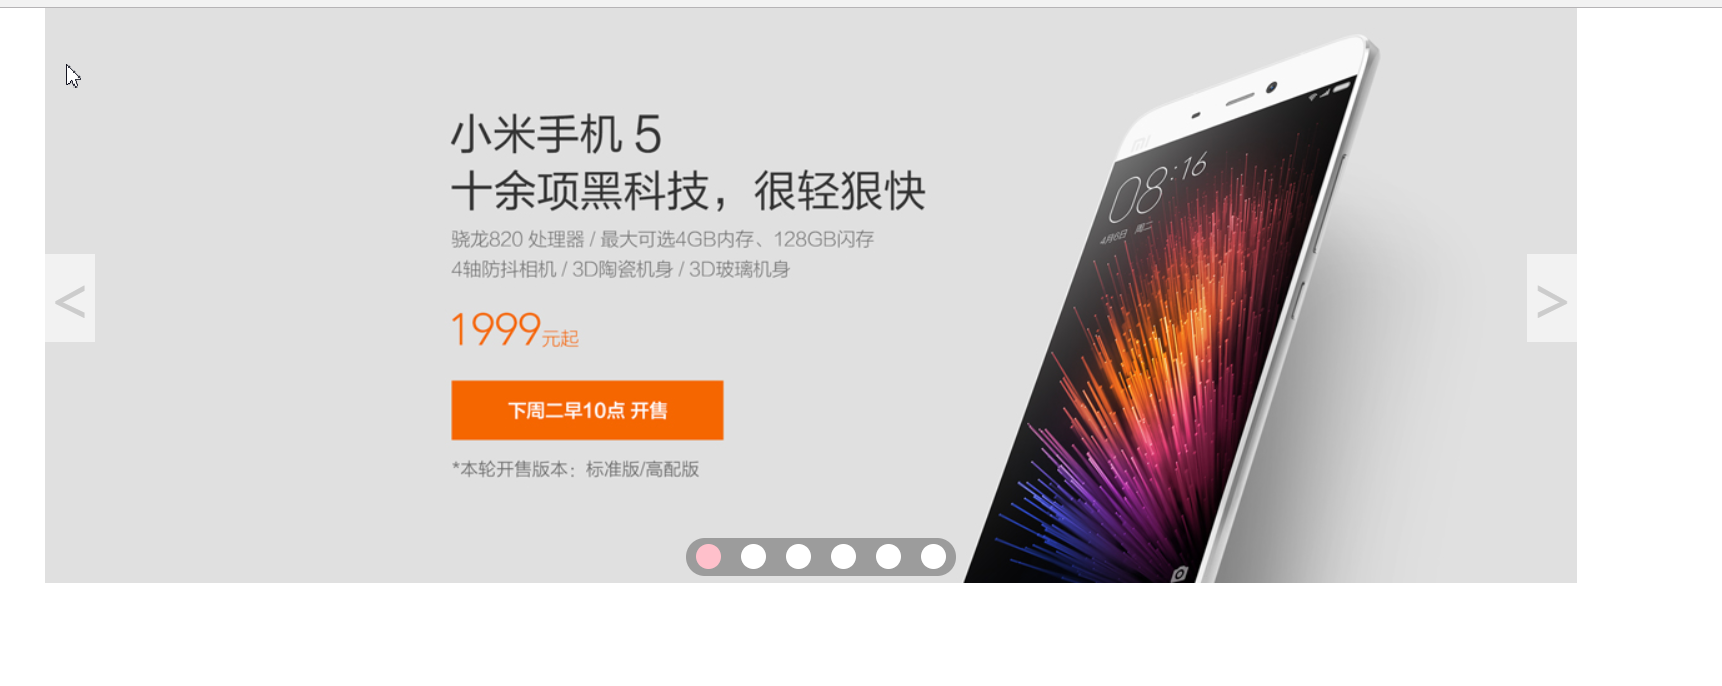 小米手机 5
十余项黑科技，很轻狠快
骁龙820 处理器 / 最大可选4GB内存、128GB闪存
4轴防抖相机 / 3D陶瓷机身 / 3D玻璃机身
1999元起
下周二早10点 开售
*本轮开售版本：标准版/高配版
<
>
MI
08:16
4月6日 周二